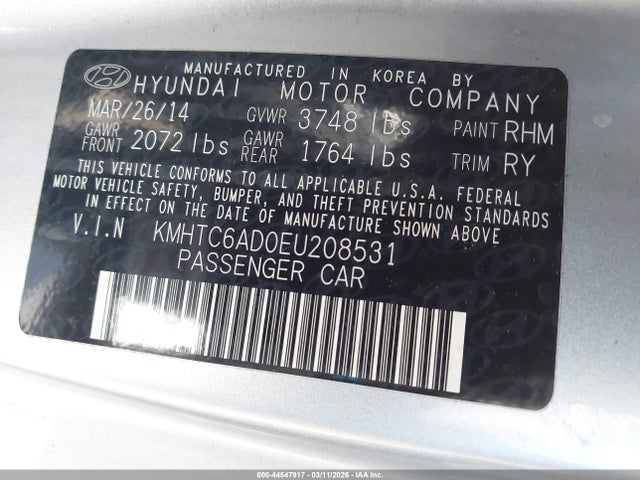 MANUFACTURED IN KOREA BY
HYUNDAI MOTOR COMPANY
MAR/26/14 GVWR 3748 lbs PAINT RHM
GAWR FRONT 2072 lbs GAWR REAR 1764 lbs TRIM RY
THIS VEHICLE CONFORMS TO ALL APPLICABLE U.S.A. FEDERAL
MOTOR VEHICLE SAFETY, BUMPER, AND THEFT PREVENTION STANDARDS
IN EFFECT ON THE DATE OF MANUFACTURE SHOWN ABOVE
V.I.N KMHTC6AD0EU208531
PASSENGER CAR
000-44547917 - 03/11/2026 - IAAI INC.